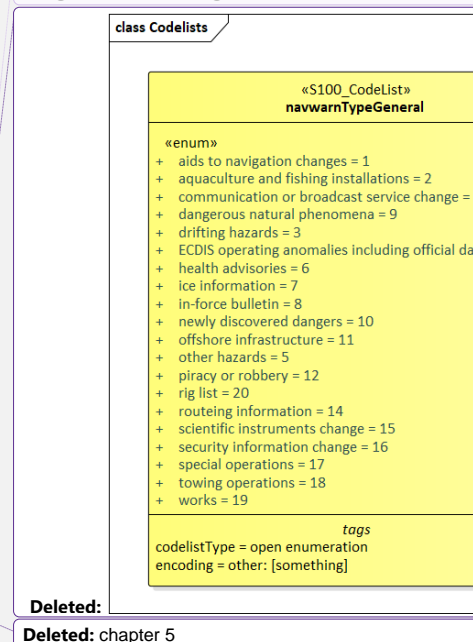 class Codelists
«S100_CodeList»
navwarnTypeGeneral
«enum»
+ aids to navigation changes = 1
+ aquaculture and fishing installations = 2
+ communication or broadcast service change =
+ dangerous natural phenomena = 9
+ drifting hazards = 3
+ ECDIS operating anomalies including official da
+ health advisories = 6
+ ice information = 7
+ in-force bulletin = 8
+ newly discovered dangers = 10
+ offshore infrastructure = 11
+ other hazards = 5
+ piracy or robbery = 12
+ rig list = 20
+ routeing information = 14
+ scientific instruments change = 15
+ security information change = 16
+ special operations = 17
+ towing operations = 18
+ works = 19
tags
codelistType = open enumeration
encoding = other: [something]
Deleted:
Deleted: chapter 5